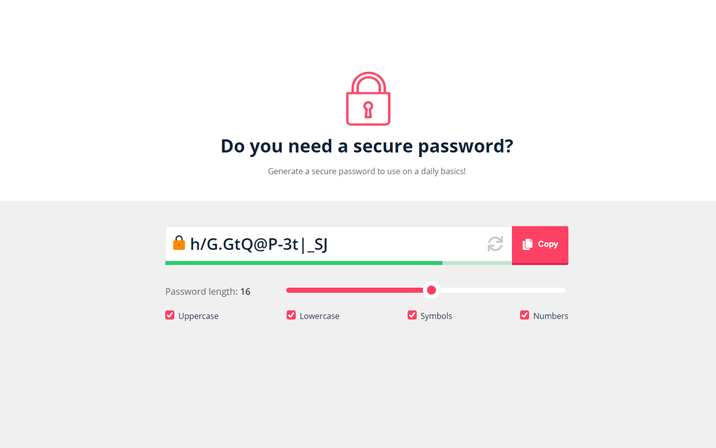 Do you need a secure password?
Generate a secure password to use on a daily basics!
h/G.GtQ@P-3t|_SJ
Copy
Password length: 16
Uppercase
Lowercase
Symbols
Numbers